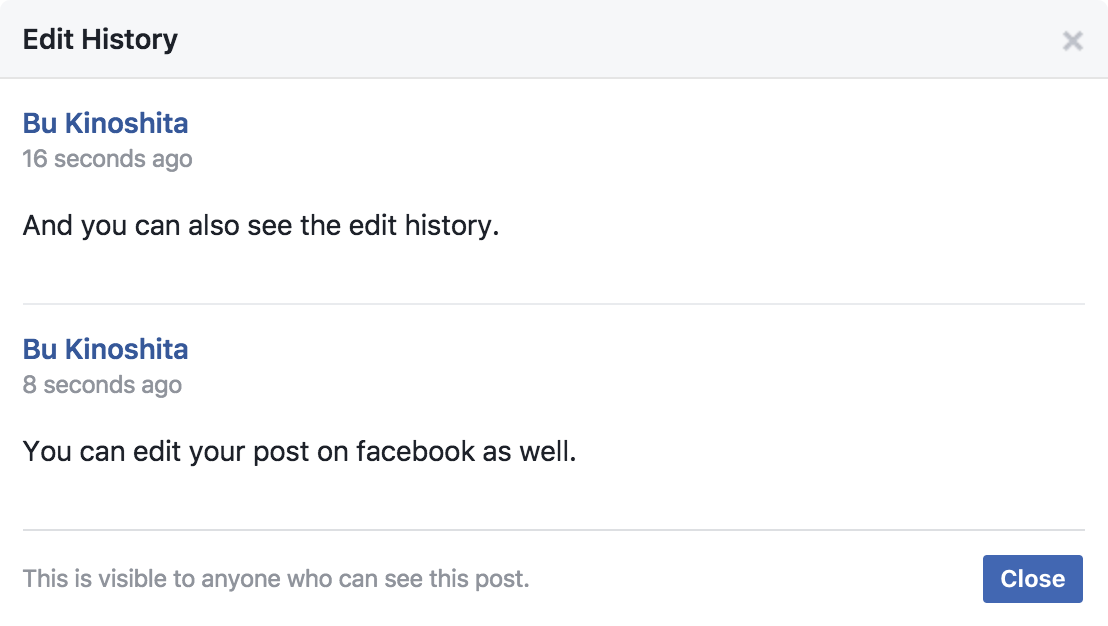 Edit History
Bu Kinoshita
16 seconds ago
And you can also see the edit history.
Bu Kinoshita
8 seconds ago
You can edit your post on facebook as well.
This is visible to anyone who can see this post.
Close